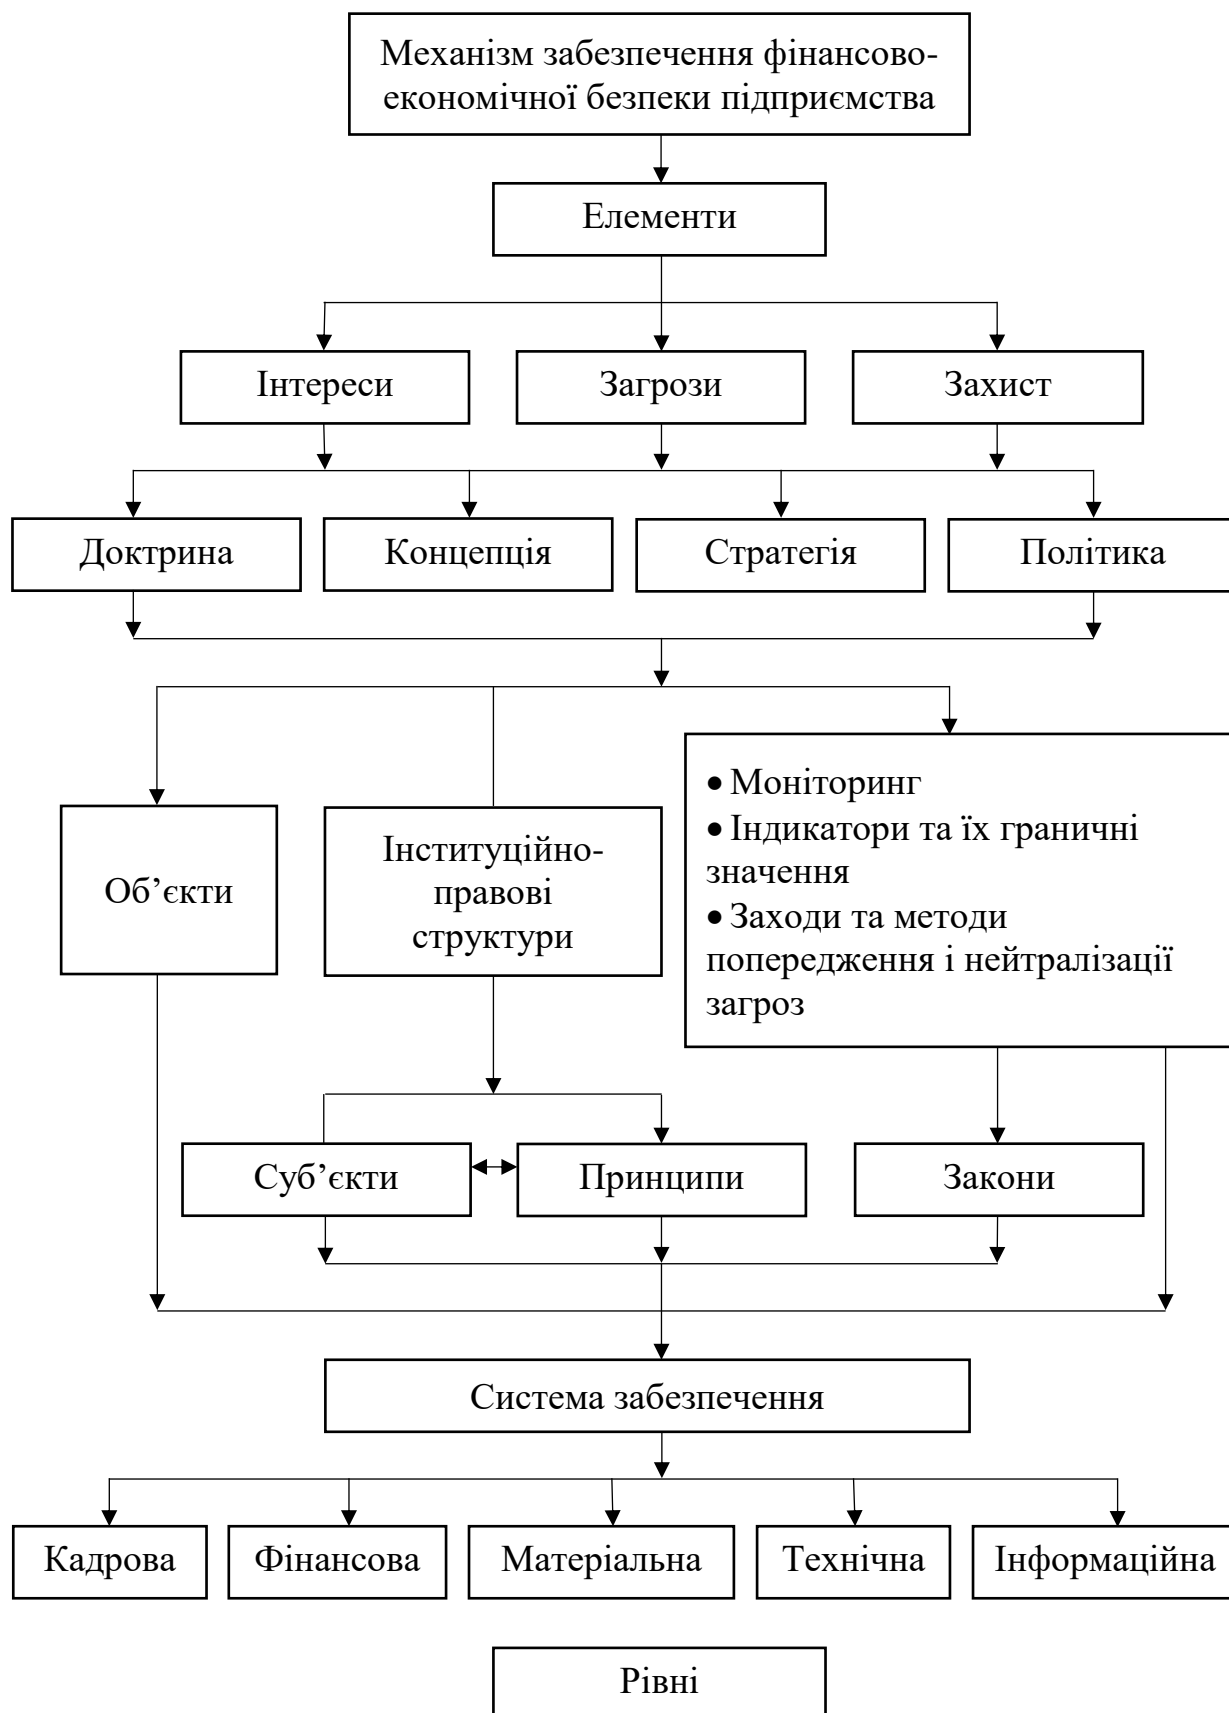 Механізм забезпечення фінансово-
економічної безпеки підприємства
Елементи
Інтереси
Загрози
Захист
Доктрина
Концепція
Стратегія
Політика
Об’єкти
Інституційно-
правові
структури
• Моніторинг
• Індикатори та їх граничні
значення
• Заходи та методи
попередження і нейтралізації
загроз
Суб’єкти
Принципи
Закони
Система забезпечення
Кадрова
Фінансова
Матеріальна
Технічна
Інформаційна
Рівні